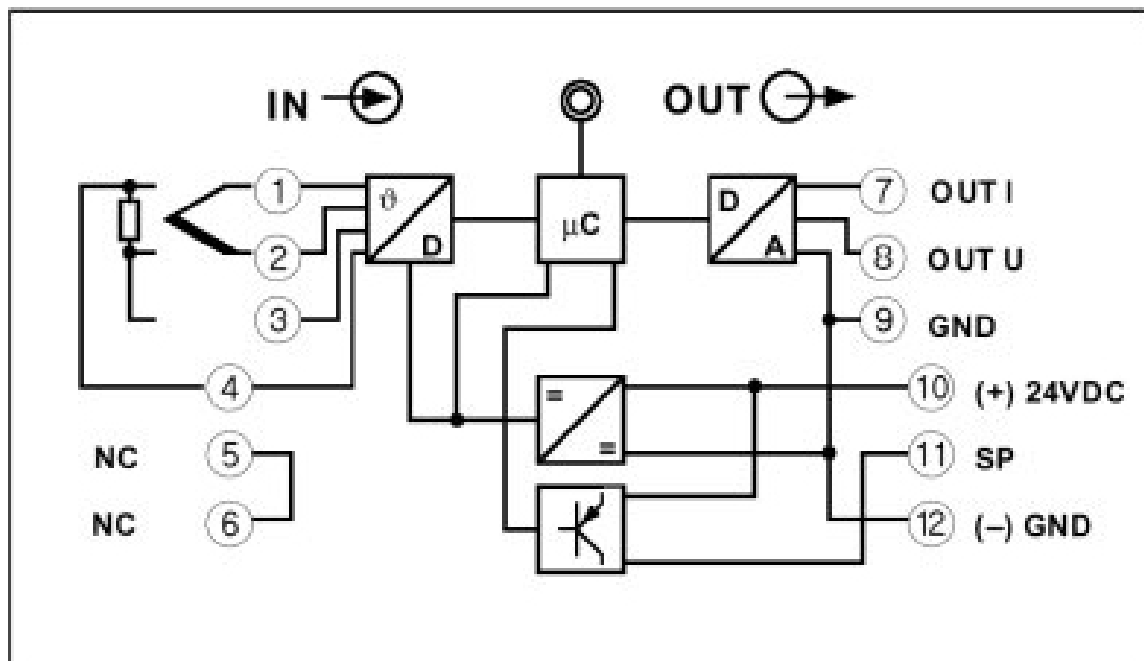 IN
OUT
1
ϑ
D
μC
D
A
7 OUT I
2
8 OUT U
3
9 GND
4
=
=
10 (+) 24VDC
NC 5
11 SP
NC 6
12 (–) GND